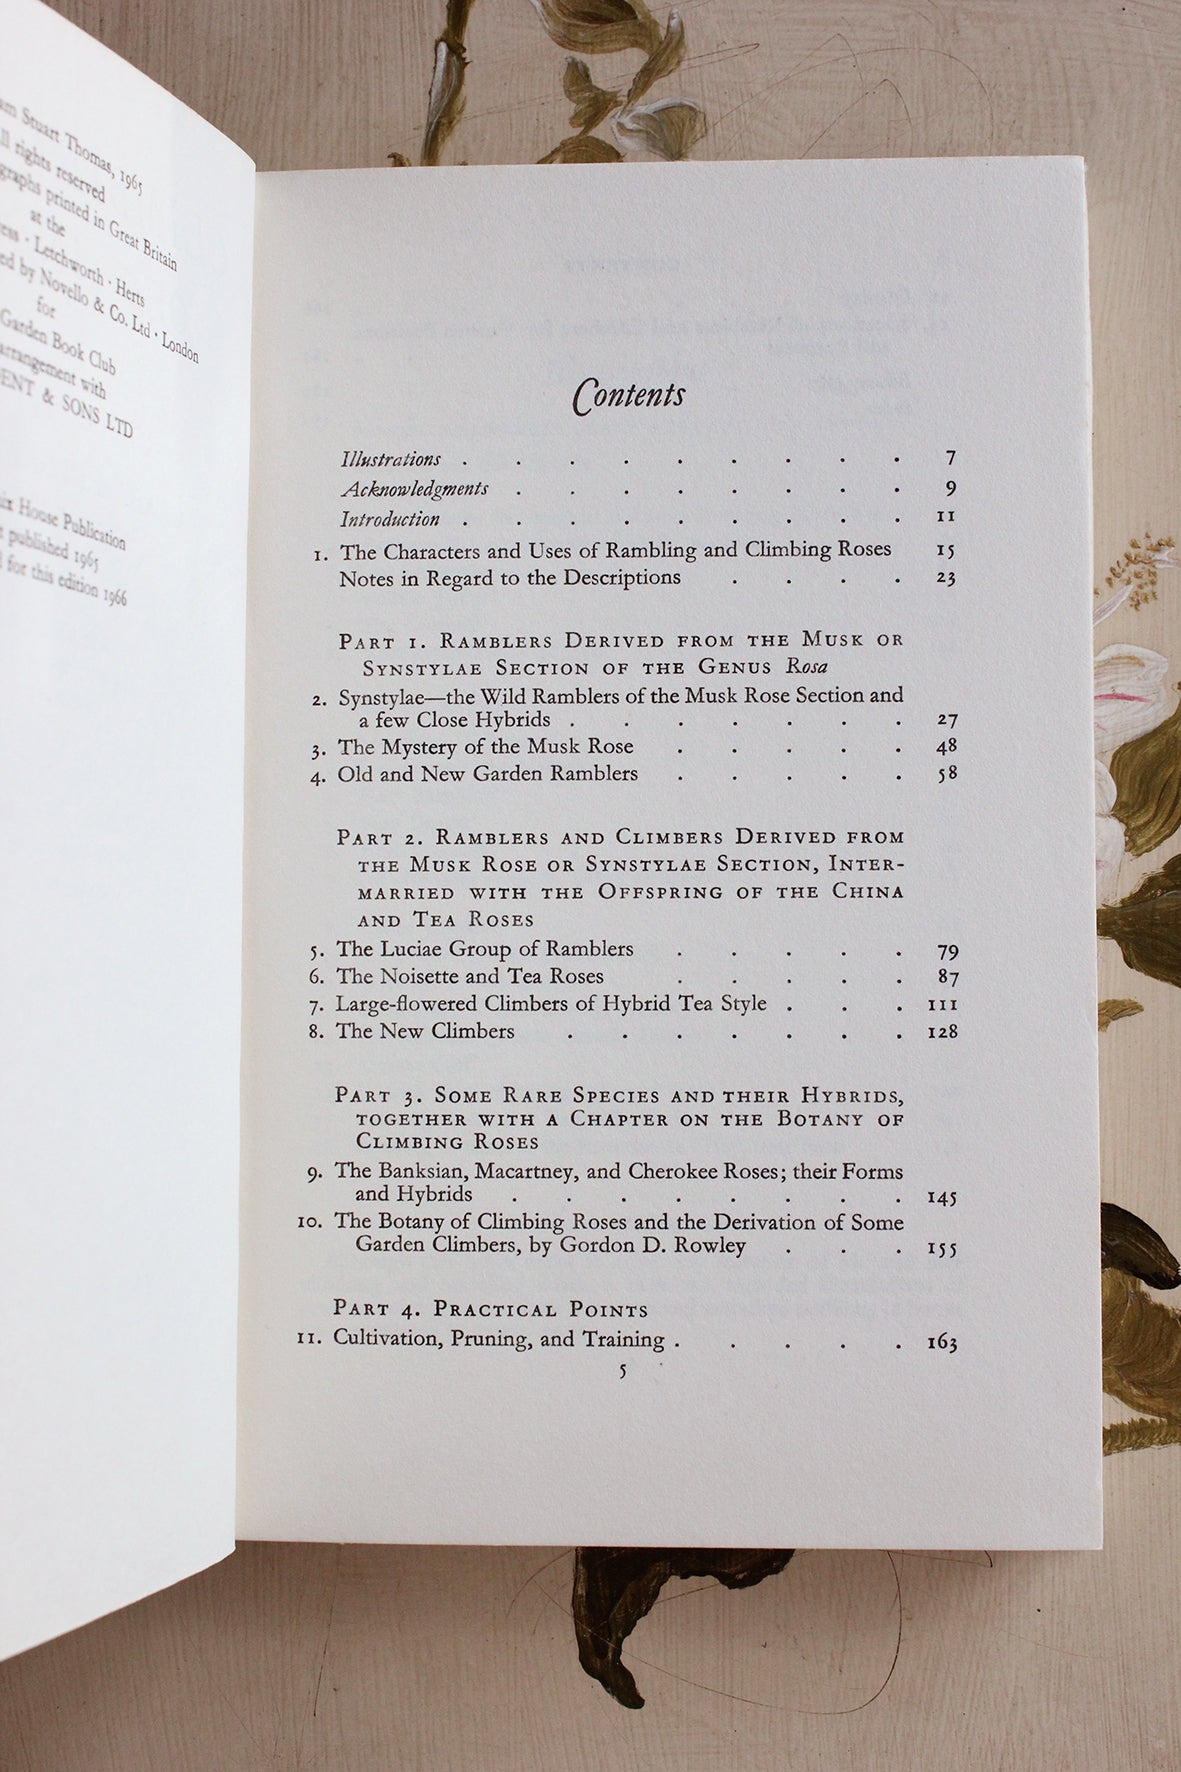 Stuart Thomas, 1965
rights reserved
printed in Great Britain
at the
Letchworth · Herts
by Novello & Co. Ltd · London
for
Garden Book Club
arrangement with
& SONS LTD
House Publication
published 1965
for this edition 1966
Contents
Illustrations . . . . . . . . . 7
Acknowledgments . . . . . . . . 9
Introduction . . . . . . . . . 11
1. The Characters and Uses of Rambling and Climbing Roses 15
Notes in Regard to the Descriptions . . . . 23
Part 1. Ramblers Derived from the Musk or
Synstylae Section of the Genus Rosa
2. Synstylae—the Wild Ramblers of the Musk Rose Section and
a few Close Hybrids . . . . . . . 27
3. The Mystery of the Musk Rose . . . . . 48
4. Old and New Garden Ramblers . . . . . 58
Part 2. Ramblers and Climbers Derived from
the Musk Rose or Synstylae Section, Inter-
married with the Offspring of the China
and Tea Roses
5. The Luciae Group of Ramblers . . . . . 79
6. The Noisette and Tea Roses . . . . . 87
7. Large-flowered Climbers of Hybrid Tea Style . . . 111
8. The New Climbers . . . . . . . 128
Part 3. Some Rare Species and their Hybrids,
together with a Chapter on the Botany of
Climbing Roses
9. The Banksian, Macartney, and Cherokee Roses; their Forms
and Hybrids . . . . . . . . 145
10. The Botany of Climbing Roses and the Derivation of Some
Garden Climbers, by Gordon D. Rowley . . . 155
Part 4. Practical Points
11. Cultivation, Pruning, and Training . . . . . 163
5